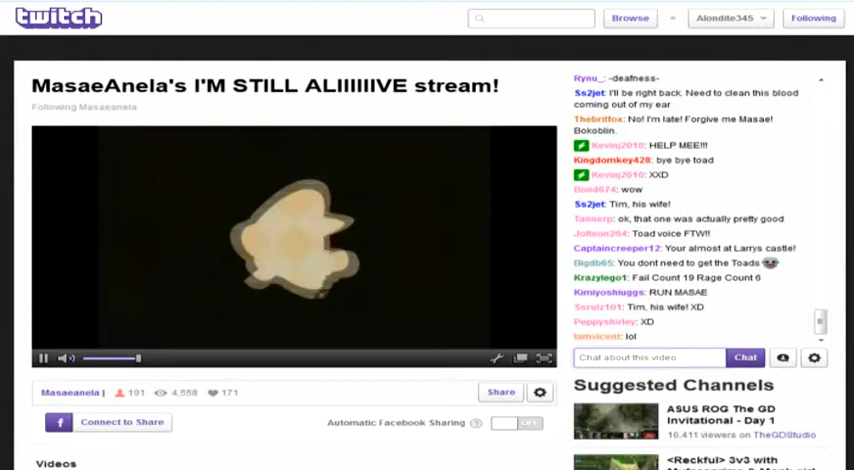 twitch
Browse
Alondite345
Following
MasaeAnela's I'M STILL ALIIIIIIVE stream!
Following Masaeanela
Rynu_: -deafness-
Ss2jet: I'll be right back. Need to clean this blood
coming out of my ear
Thebritfox: No! I'm late! Forgive me Masae!
Bokoblin.
Kevinj2010: HELP MEE!!!
Kingdomkey428: bye bye toad
Kevinj2010: XXD
Bond674: wow
Ss2jet: Tim, his wife!
Tannerp: ok, that one was actually pretty good
Jolteon264: Toad voice FTW!!
Captaincreeper12: Your almost at Larrys castle!
Bigdb65: You dont need to get the Toads
Krazylego1: Fail Count 19 Rage Count 6
Kimiyoshiuggs: RUN MASAE
Ssrulz101: Tim, his wife! XD
Peppyshirley: XD
Iamvicent: lol
Chat about this video
Chat
Masaeanela |
191
4,558
171
Share
f
Connect to Share
Automatic Facebook Sharing
?
OFF
Suggested Channels
ASUS ROG The GD
Invitational - Day 1
16,411 viewers on TheGDStudio
<Reckful> 3v3 with
Videos